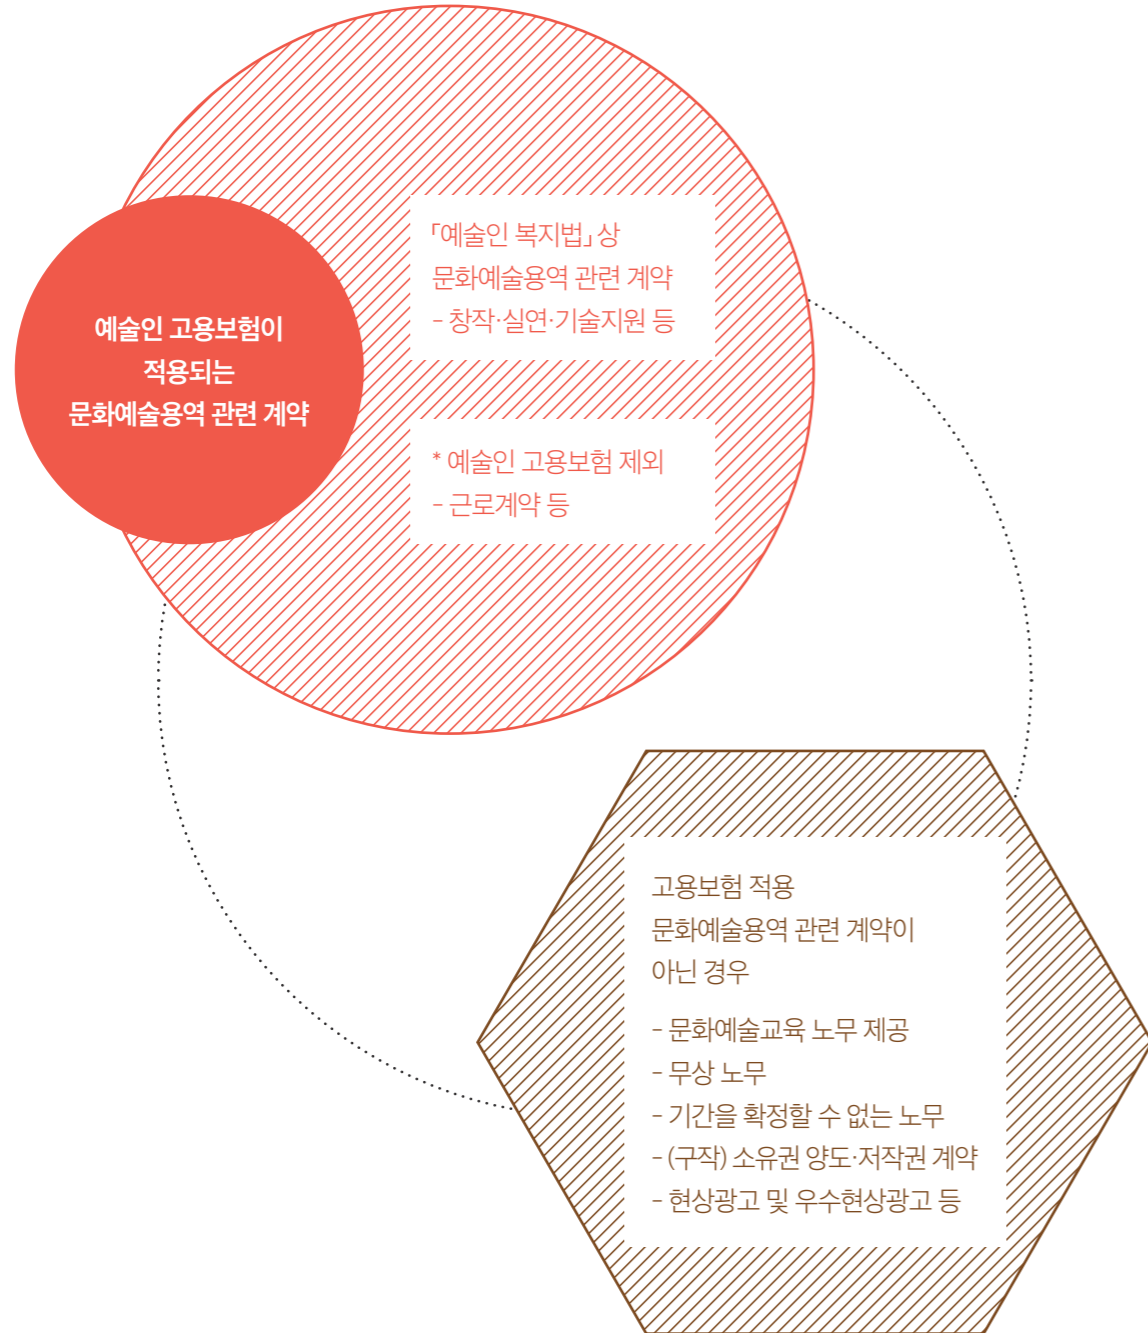 예술인 고용보험이
적용되는
문화예술용역 관련 계약
「예술인 복지법」 상
문화예술용역 관련 계약
- 창작·실연·기술지원 등
* 예술인 고용보험 제외
- 근로계약 등
고용보험 적용
문화예술용역 관련 계약이
아닌 경우
- 문화예술교육 노무 제공
- 무상 노무
- 기간을 확정할 수 없는 노무
- (구작) 소유권 양도·저작권 계약
- 현상광고 및 우수현상광고 등